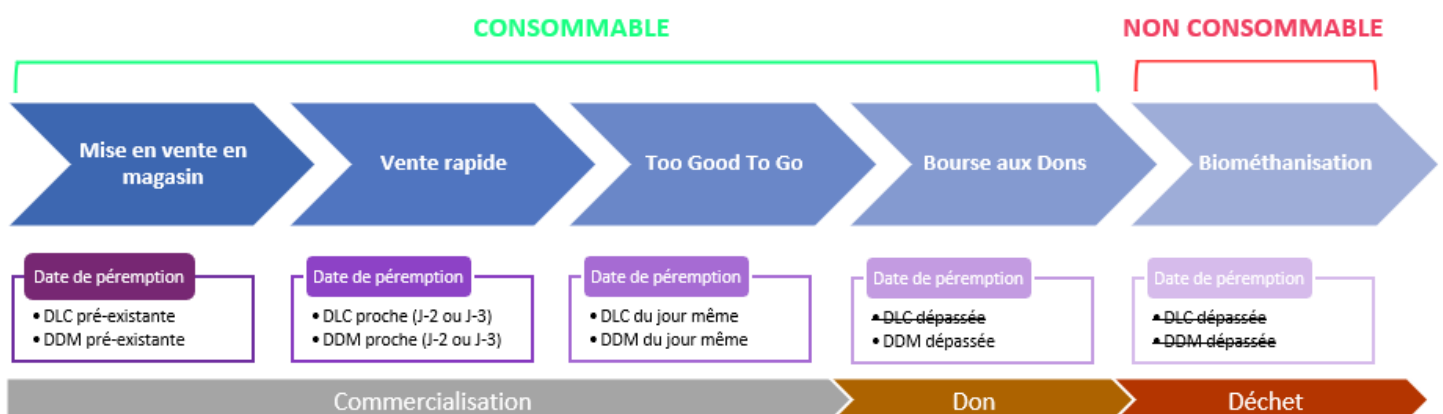 CONSOMMABLE
NON CONSOMMABLE
Mise en vente en
magasin
Vente rapide
Too Good To Go
Bourse aux Dons
Biométhanisation
Date de péremption
• DLC pré-existante
• DDM pré-existante
Date de péremption
• DLC proche (J-2 ou J-3)
• DDM proche (J-2 ou J-3)
Date de péremption
• DLC du jour même
• DDM du jour même
Date de péremption
• DLC dépassée
• DDM dépassée
Date de péremption
• DLC dépassée
• DDM dépassée
Commercialisation
Don
Déchet